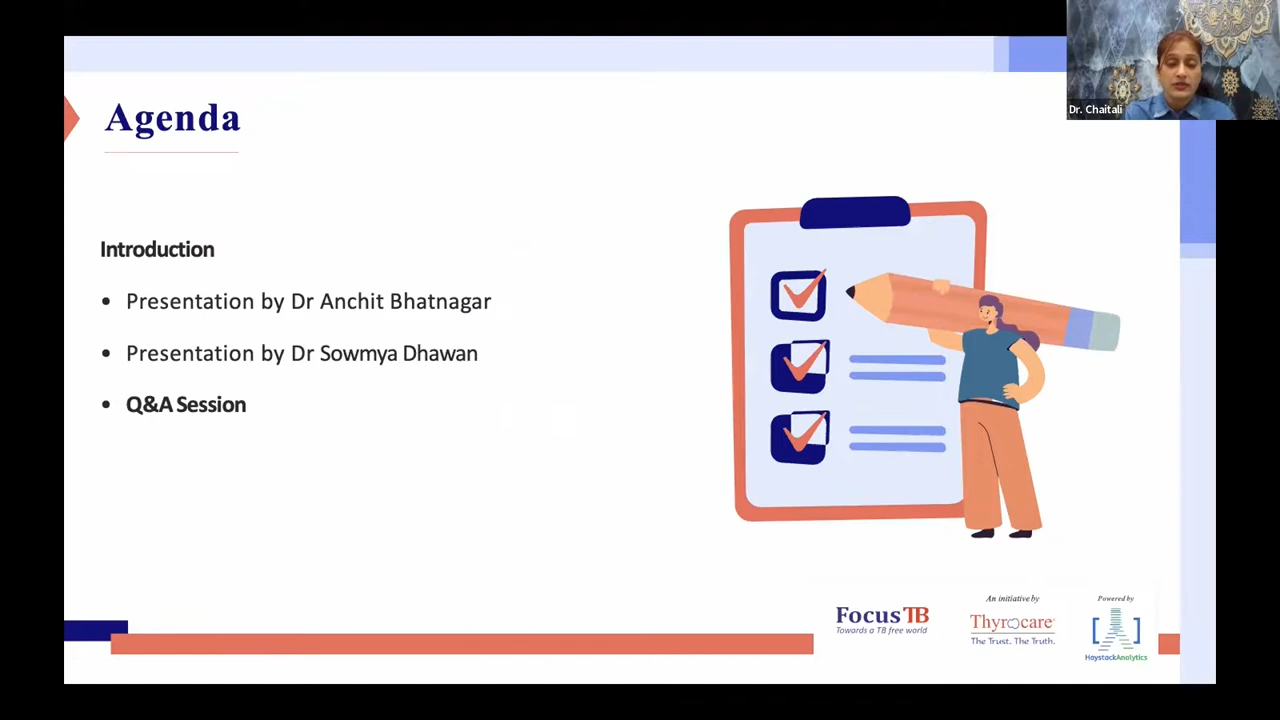 Dr. Chaitali
Agenda
Introduction
• Presentation by Dr Anchit Bhatnagar
• Presentation by Dr Sowmya Dhawan
• Q&A Session
Focus TB
Towards a TB free world
An initiative by
Thyrocare
The Trust. The Truth.
Powered by
HaystackAnalytics